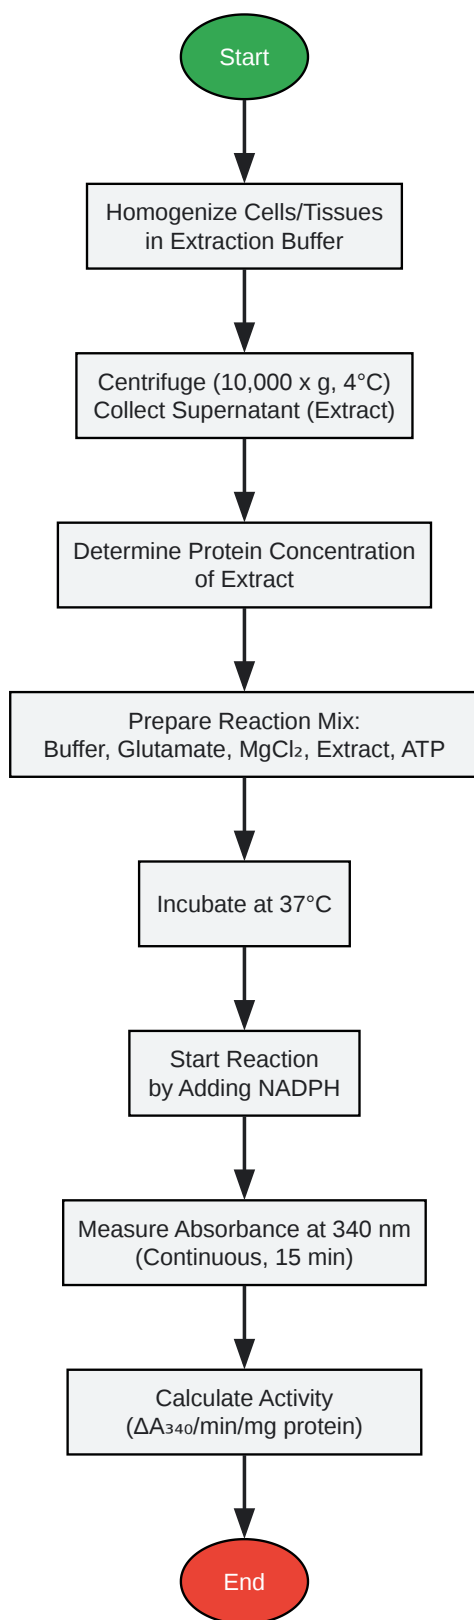 Start
Homogenize Cells/Tissues
in Extraction Buffer
Centrifuge (10,000 x g, 4°C)
Collect Supernatant (Extract)
Determine Protein Concentration
of Extract
Prepare Reaction Mix:
Buffer, Glutamate, MgCl₂, Extract, ATP
Incubate at 37°C
Start Reaction
by Adding NADPH
Measure Absorbance at 340 nm
(Continuous, 15 min)
Calculate Activity
(ΔA₃₄₀/min/mg protein)
End